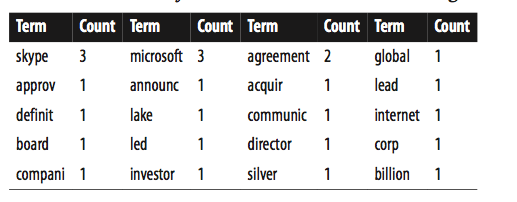 Term Count Term Count Term Count Term Count
skype 3 microsoft 3 agreement 2 global 1
approv 1 announc 1 acquir 1 lead 1
definit 1 lake 1 communic 1 internet 1
board 1 led 1 director 1 corp 1
compani 1 investor 1 silver 1 billion 1